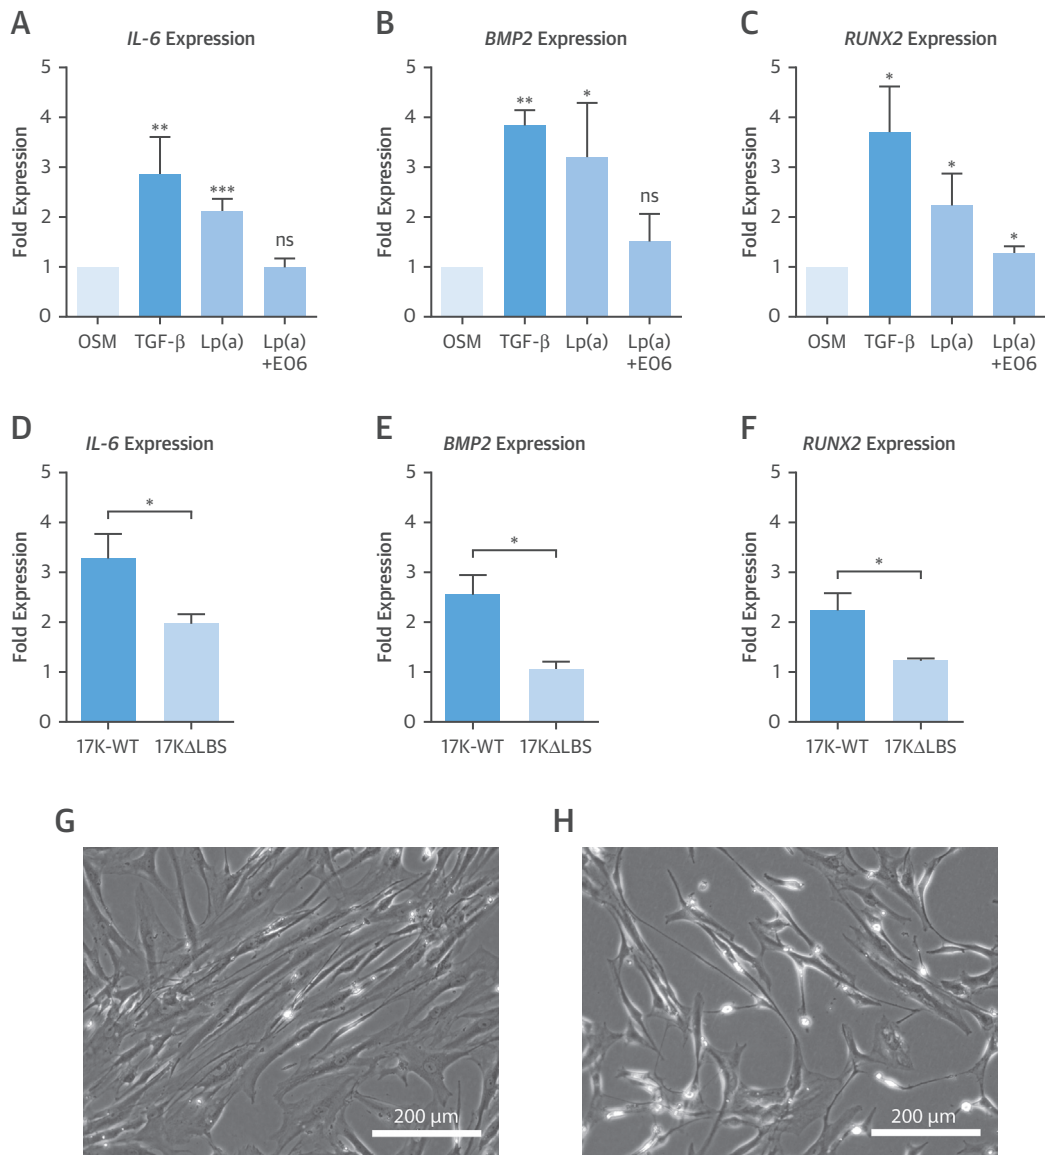 A
IL-6 Expression
Fold Expression
5
4
3
2
1
0
**
***
ns
OSM
TGF-β
Lp(a)
Lp(a)
+E06
B
BMP2 Expression
Fold Expression
5
4
3
2
1
0
**
*
ns
OSM
TGF-β
Lp(a)
Lp(a)
+E06
C
RUNX2 Expression
Fold Expression
5
4
3
2
1
0
*
*
*
OSM
TGF-β
Lp(a)
Lp(a)
+E06
D
IL-6 Expression
Fold Expression
5
4
3
2
1
0
*
17K-WT
17KΔLBS
E
BMP2 Expression
Fold Expression
5
4
3
2
1
0
*
17K-WT
17KΔLBS
F
RUNX2 Expression
Fold Expression
5
4
3
2
1
0
*
17K-WT
17KΔLBS
G
200 μm
H
200 μm